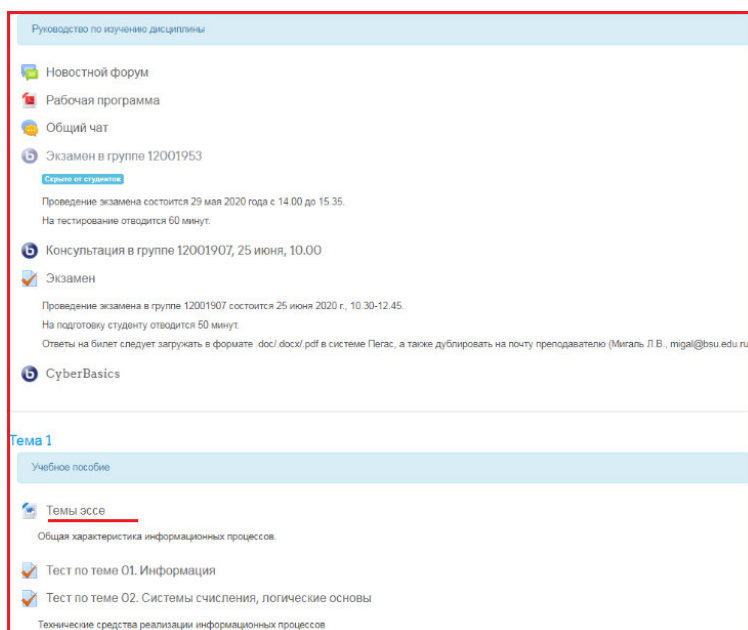 Руководство по изучению дисциплины
Новостной форум
Рабочая программа
Общий чат
Экзамен в группе 12001953
Скрыто от студентов
Проведение экзамена состоится 29 мая 2020 года с 14.00 до 15.35.
На тестирование отводится 60 минут.
Консультация в группе 12001907, 25 июня, 10.00
Экзамен
Проведение экзамена в группе 12001907 состоится 25 июня 2020 г., 10.30-12.45.
На подготовку студенту отводится 50 минут.
Ответы на билет следует загружать в формате .doc/.docx/.pdf в системе Пегас, а также дублировать на почту преподавателю (Мигаль Л.В., migal@bsu.edu.ru
CyberBasics
Тема 1
Учебное пособие
Темы эссе
Общая характеристика информационных процессов.
Тест по теме 01. Информация
Тест по теме 02. Системы счисления, логические основы
Технические средства реализации информационных процессов